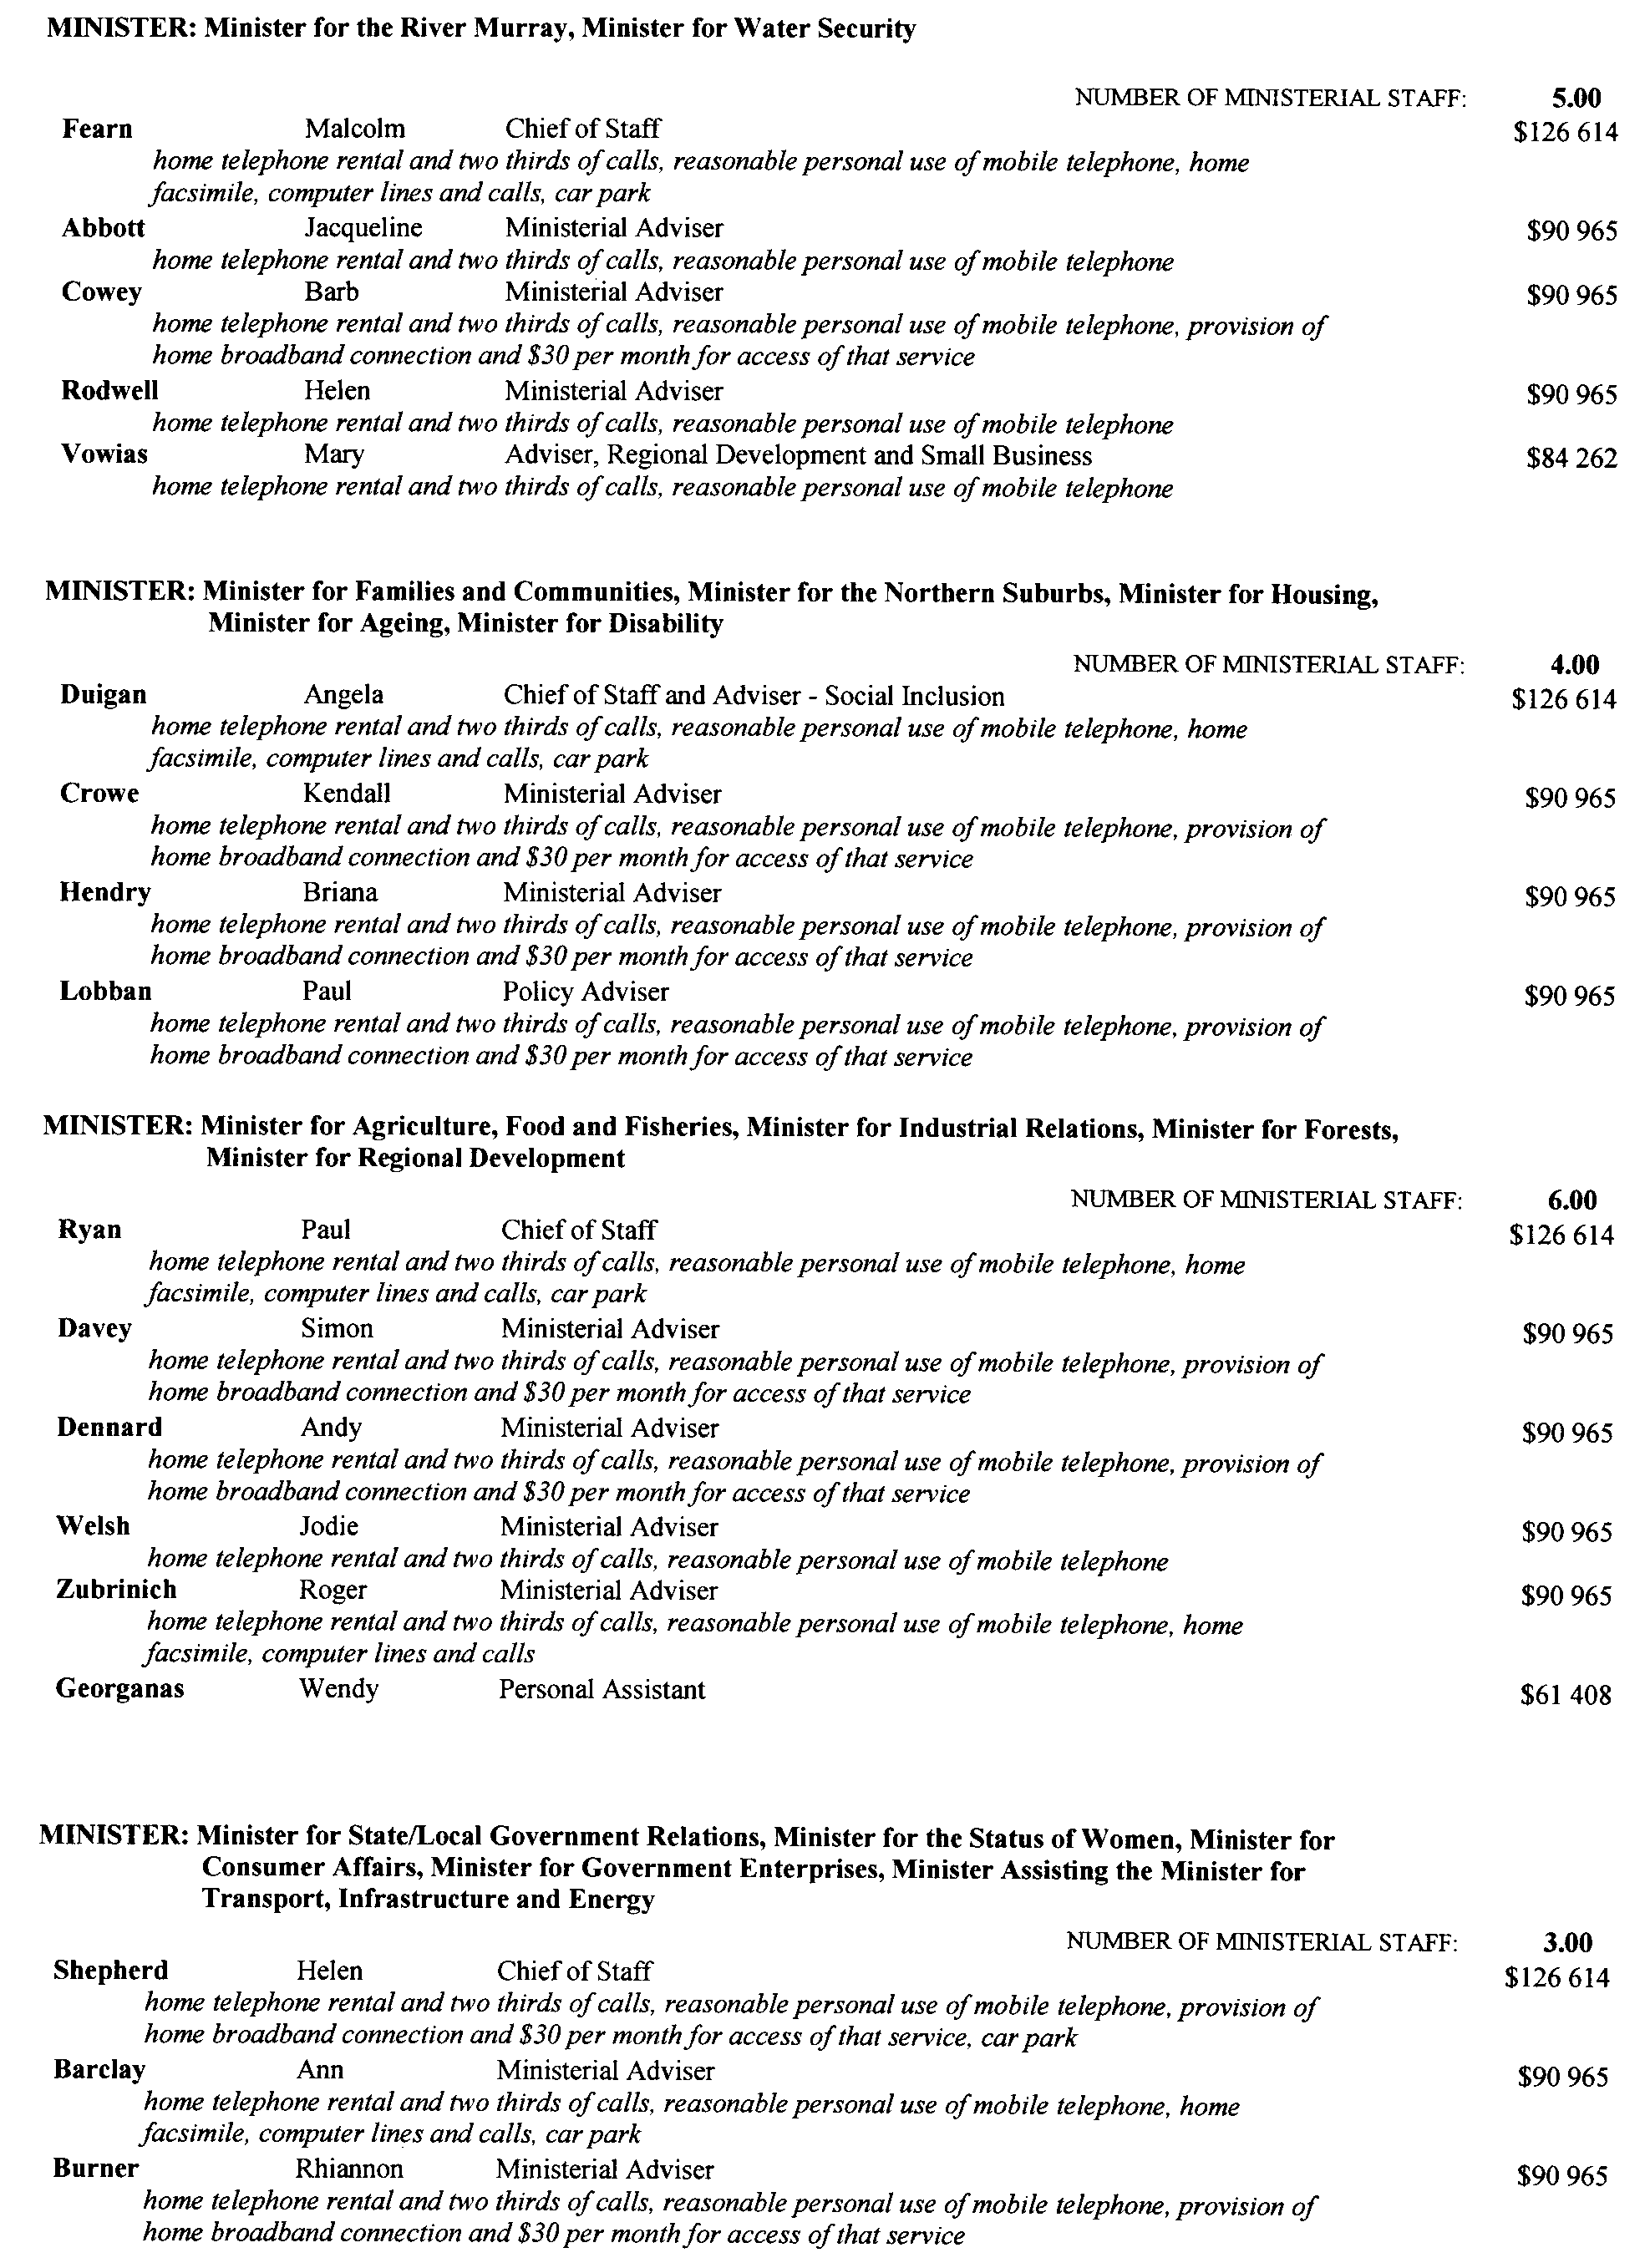 MINISTER: Minister for the River Murray, Minister for Water Security
NUMBER OF MINISTERIAL STAFF: 5.00
Fearn Malcolm Chief of Staff $126 614
home telephone rental and two thirds of calls, reasonable personal use of mobile telephone, home
facsimile, computer lines and calls, car park
Abbott Jacqueline Ministerial Adviser $90 965
home telephone rental and two thirds of calls, reasonable personal use of mobile telephone
Cowey Barb Ministerial Adviser $90 965
home telephone rental and two thirds of calls, reasonable personal use of mobile telephone, provision of
home broadband connection and $30 per month for access of that service
Rodwell Helen Ministerial Adviser $90 965
home telephone rental and two thirds of calls, reasonable personal use of mobile telephone
Vowias Mary Adviser, Regional Development and Small Business $84 262
home telephone rental and two thirds of calls, reasonable personal use of mobile telephone
MINISTER: Minister for Families and Communities, Minister for the Northern Suburbs, Minister for Housing,
Minister for Ageing, Minister for Disability
NUMBER OF MINISTERIAL STAFF: 4.00
Duigan Angela Chief of Staff and Adviser - Social Inclusion $126 614
home telephone rental and two thirds of calls, reasonable personal use of mobile telephone, home
facsimile, computer lines and calls, car park
Crowe Kendall Ministerial Adviser $90 965
home telephone rental and two thirds of calls, reasonable personal use of mobile telephone, provision of
home broadband connection and $30 per month for access of that service
Hendry Briana Ministerial Adviser $90 965
home telephone rental and two thirds of calls, reasonable personal use of mobile telephone, provision of
home broadband connection and $30 per month for access of that service
Lobban Paul Policy Adviser $90 965
home telephone rental and two thirds of calls, reasonable personal use of mobile telephone, provision of
home broadband connection and $30 per month for access of that service
MINISTER: Minister for Agriculture, Food and Fisheries, Minister for Industrial Relations, Minister for Forests,
Minister for Regional Development
NUMBER OF MINISTERIAL STAFF: 6.00
Ryan Paul Chief of Staff $126 614
home telephone rental and two thirds of calls, reasonable personal use of mobile telephone, home
facsimile, computer lines and calls, car park
Davey Simon Ministerial Adviser $90 965
home telephone rental and two thirds of calls, reasonable personal use of mobile telephone, provision of
home broadband connection and $30 per month for access of that service
Dennard Andy Ministerial Adviser $90 965
home telephone rental and two thirds of calls, reasonable personal use of mobile telephone, provision of
home broadband connection and $30 per month for access of that service
Welsh Jodie Ministerial Adviser $90 965
home telephone rental and two thirds of calls, reasonable personal use of mobile telephone
Zubrinich Roger Ministerial Adviser $90 965
home telephone rental and two thirds of calls, reasonable personal use of mobile telephone, home
facsimile, computer lines and calls
Georganas Wendy Personal Assistant $61 408
MINISTER: Minister for State/Local Government Relations, Minister for the Status of Women, Minister for
Consumer Affairs, Minister for Government Enterprises, Minister Assisting the Minister for
Transport, Infrastructure and Energy
NUMBER OF MINISTERIAL STAFF: 3.00
Shepherd Helen Chief of Staff $126 614
home telephone rental and two thirds of calls, reasonable personal use of mobile telephone, provision of
home broadband connection and $30 per month for access of that service, car park
Barclay Ann Ministerial Adviser $90 965
home telephone rental and two thirds of calls, reasonable personal use of mobile telephone, home
facsimile, computer lines and calls, car park
Burner Rhiannon Ministerial Adviser $90 965
home telephone rental and two thirds of calls, reasonable personal use of mobile telephone, provision of
home broadband connection and $30 per month for access of that service